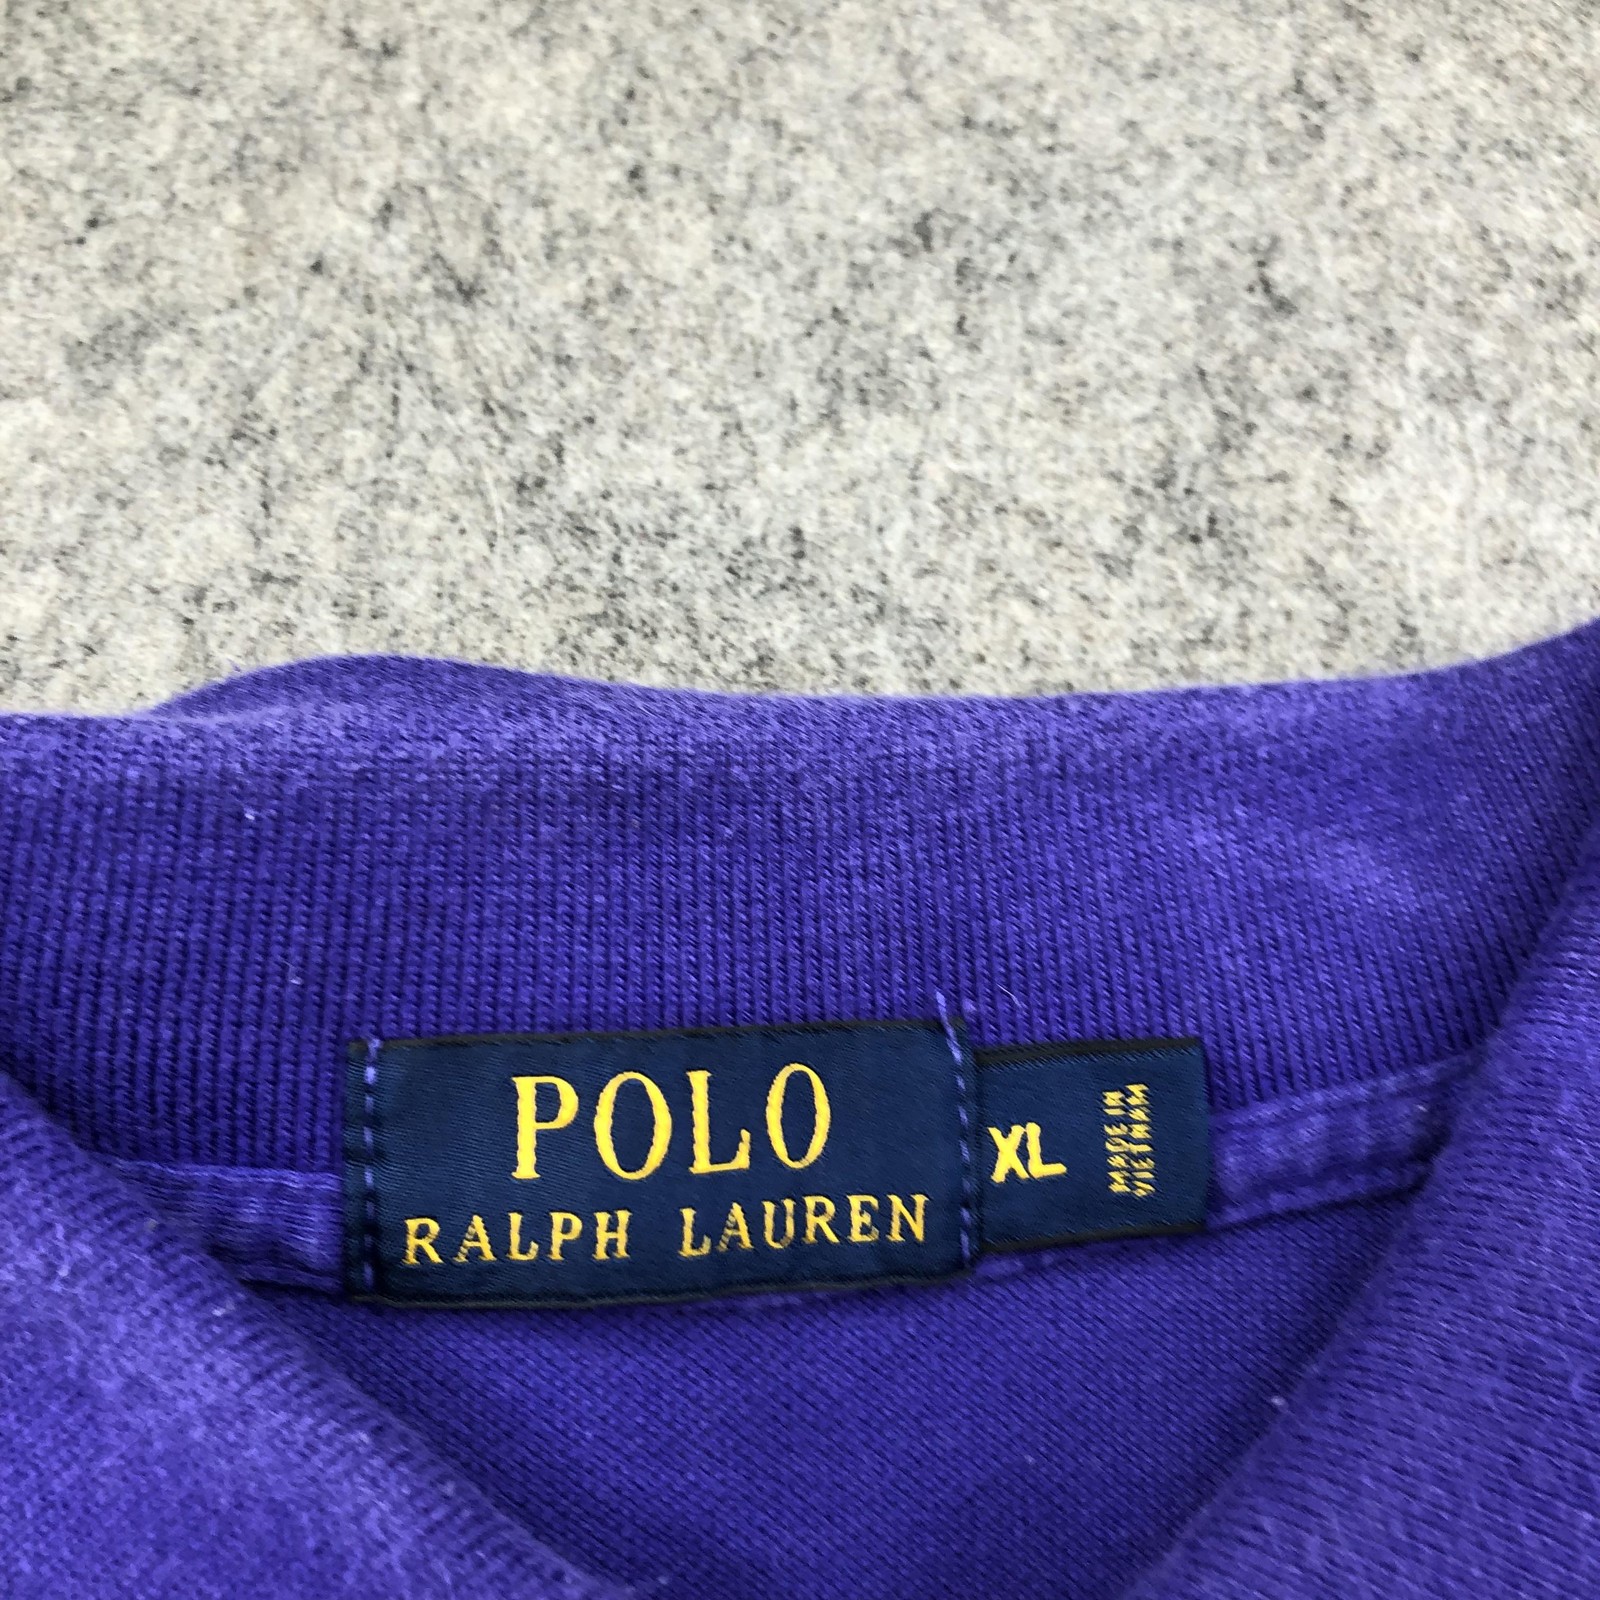 POLO
RALPH LAUREN
XL
MADE IN
VIETNAM